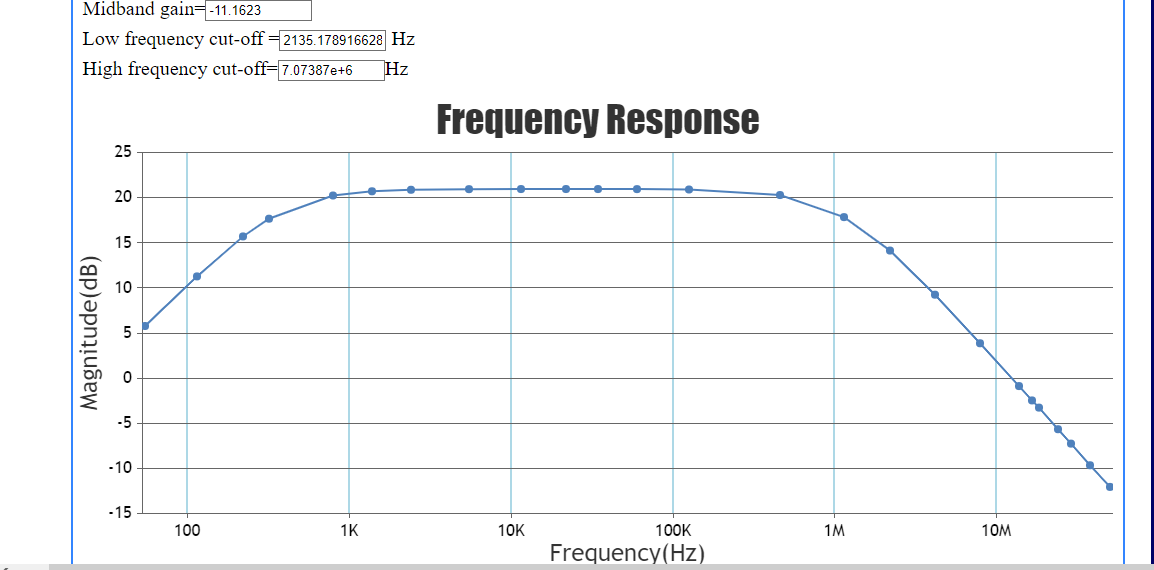 Midband gain=-11.1623
Low frequency cut-off =2135.178916628 Hz
High frequency cut-off=7.07387e+6 Hz
Frequency Response
25
20
15
10
5
0
-5
-10
-15
Magnitude(dB)
100 1K 10K 100K 1M 10M
Frequency(Hz)